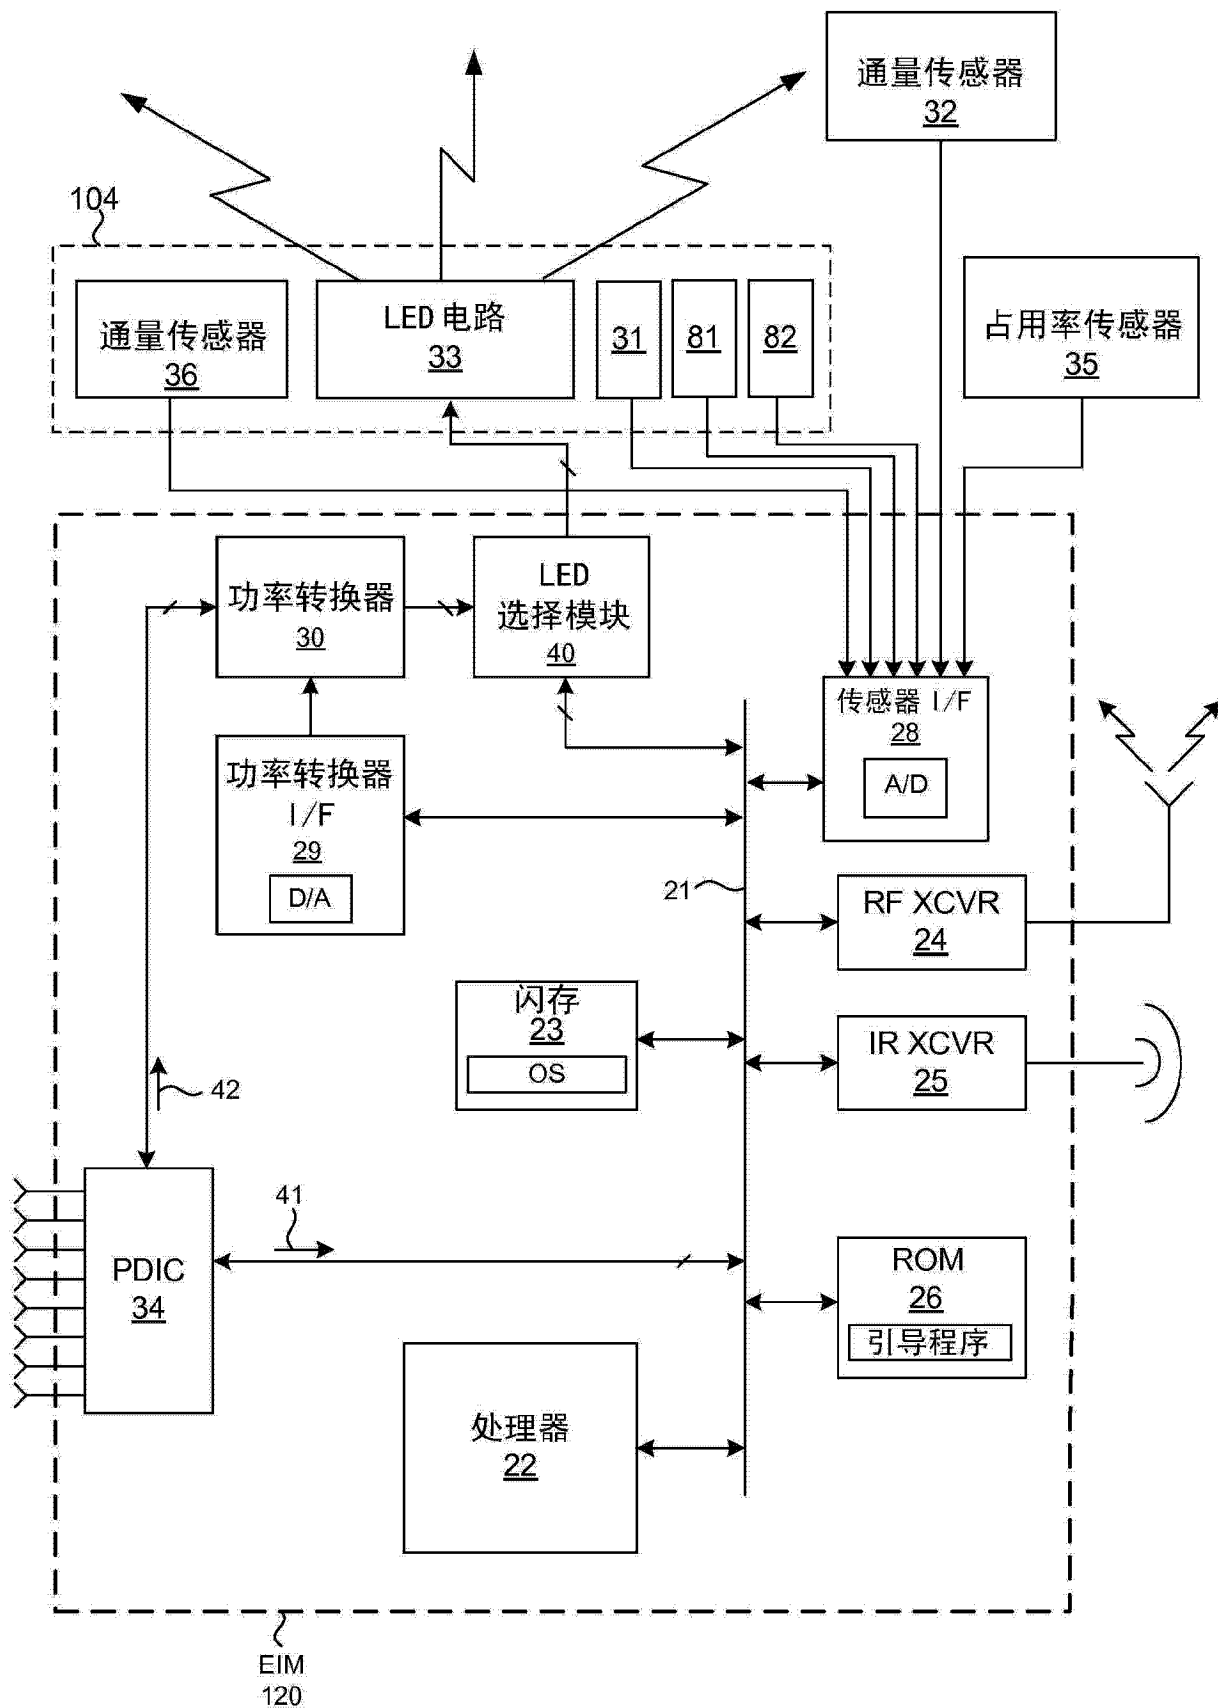 通量传感器
32
104
通量传感器
36
LED 电路
33
31
81
82
占用率传感器
35
功率转换器
30
LED
选择模块
40
传感器 I/F
28
A/D
功率转换器
I/F
29
D/A
21
RF XCVR
24
闪存
23
OS
IR XCVR
25
42
41
PDIC
34
ROM
26
引导程序
处理器
22
EIM
120